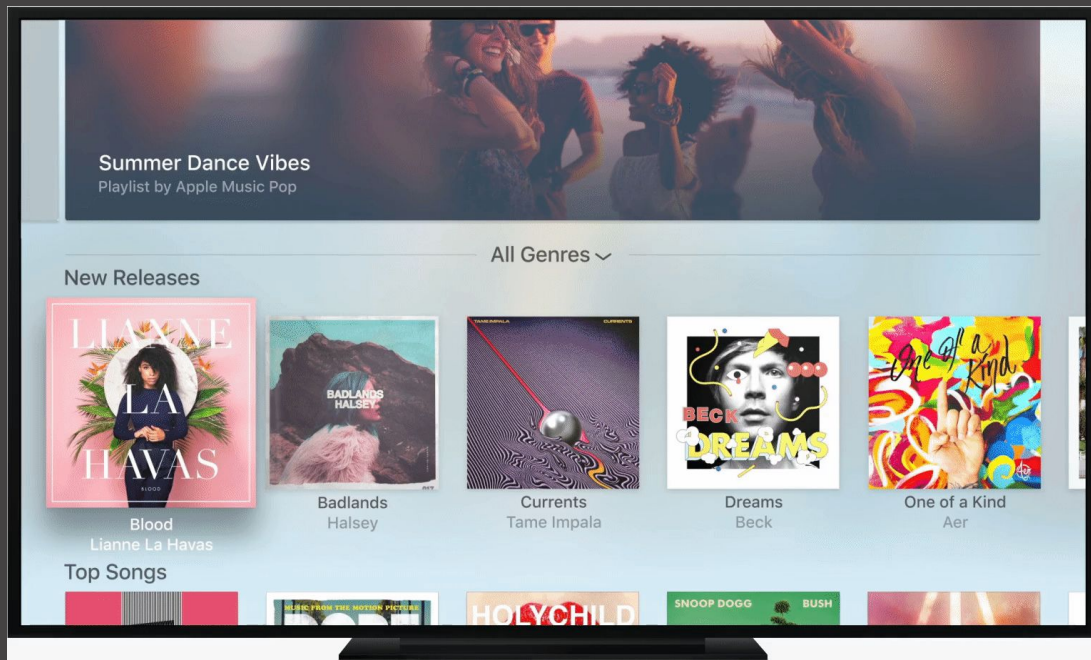 Summer Dance Vibes
Playlist by Apple Music Pop
All Genres
New Releases
LIANNE
LA
HAVAS
BLOOD
BADLANDS
HALSEY
TAME IMPALA
CURRENTS
BECK
DREAMS
One of a
Kind
Blood
Lianne La Havas
Badlands
Halsey
Currents
Tame Impala
Dreams
Beck
One of a Kind
Aer
Top Songs
MUSIC FROM THE MOTION PICTURE
HOLYCHILD
SNOOP DOGG
BUSH